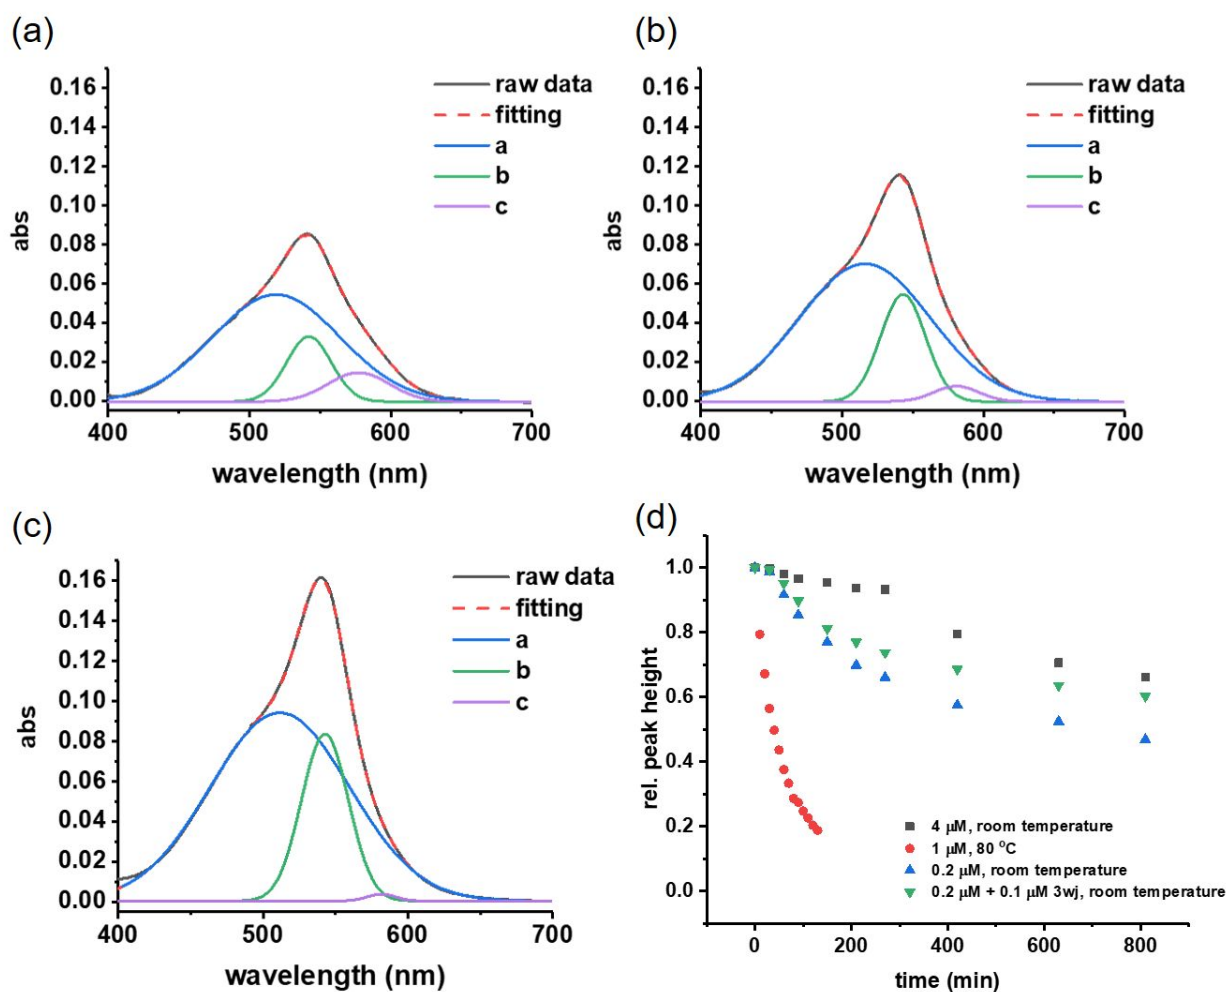 (a)
abs
0.16
0.14
0.12
0.10
0.08
0.06
0.04
0.02
0.00
raw data
fitting
a
b
c
400 500 600 700
wavelength (nm)
(b)
abs
0.16
0.14
0.12
0.10
0.08
0.06
0.04
0.02
0.00
raw data
fitting
a
b
c
400 500 600 700
wavelength (nm)
(c)
abs
0.16
0.14
0.12
0.10
0.08
0.06
0.04
0.02
0.00
raw data
fitting
a
b
c
400 500 600 700
wavelength (nm)
(d)
rel. peak height
1.0
0.8
0.6
0.4
0.2
0.0
4 μM, room temperature
1 μM, 80 °C
0.2 μM, room temperature
0.2 μM + 0.1 μM 3wj, room temperature
0 200 400 600 800
time (min)